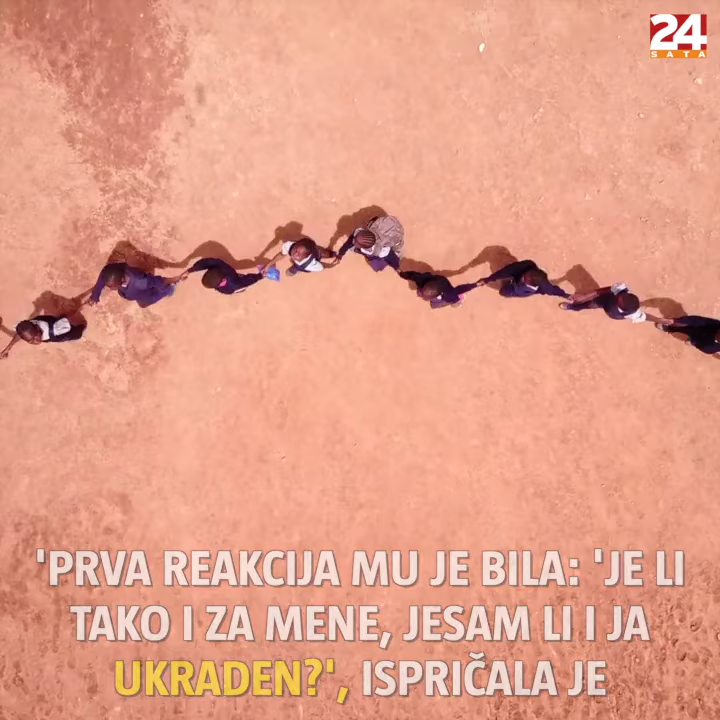 24
SATA
'PRVA REAKCIJA MU JE BILA: 'JE LI
TAKO I ZA MENE, JESAM LI I JA
UKRADEN?', ISPRIČALA JE